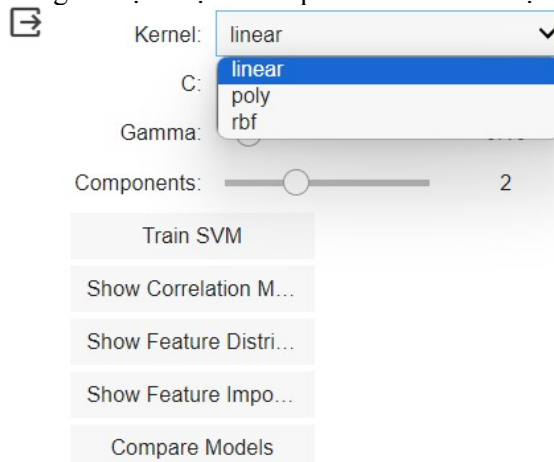 Kernel: linear
linear
C:
poly
rbf
Gamma:
Components: 2
Train SVM
Show Correlation M...
Show Feature Distri...
Show Feature Impo...
Compare Models